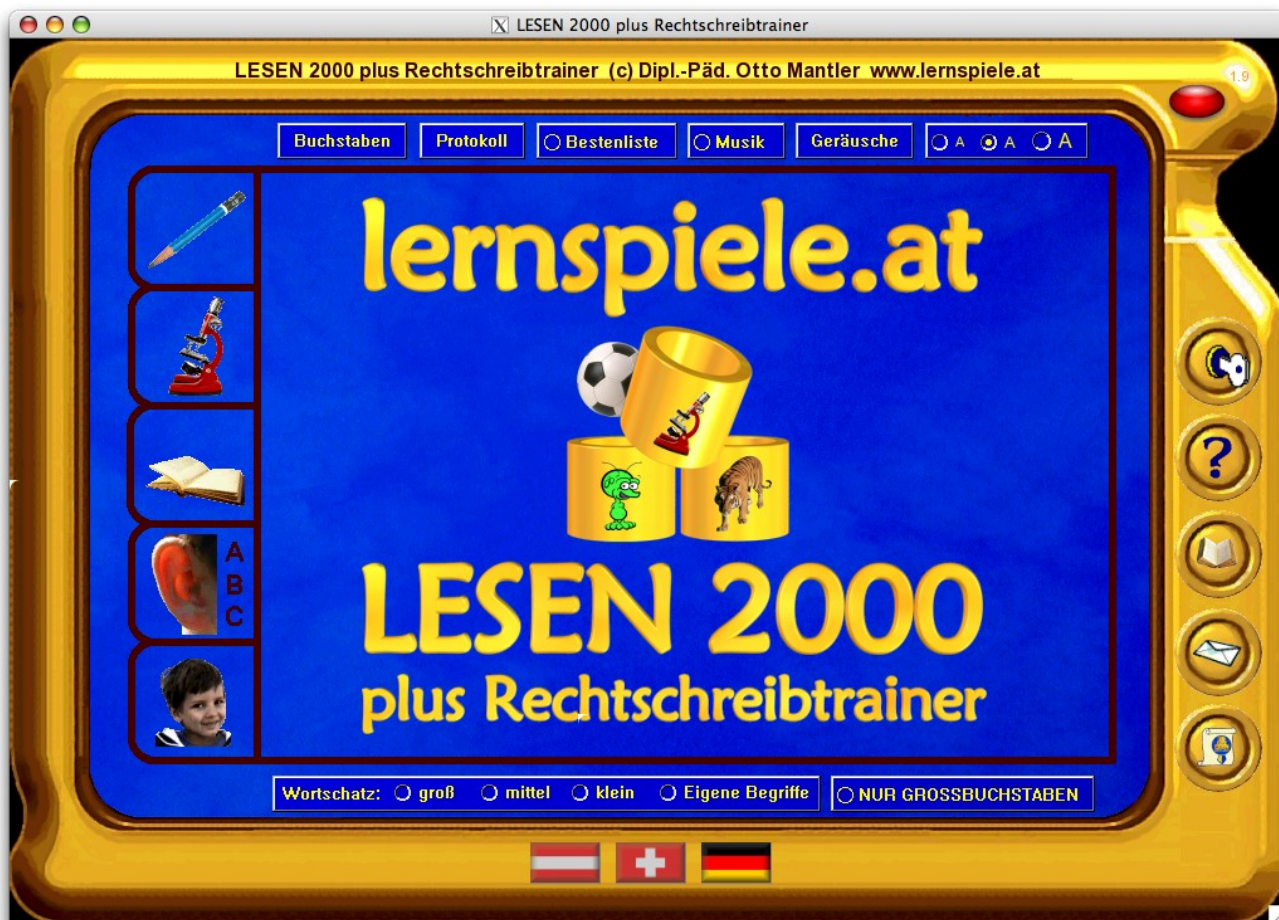 LESEN 2000 plus Rechtschreibtrainer
LESEN 2000 plus Rechtschreibtrainer (c) Dipl.-Päd. Otto Mantler www.lernspiele.at
1.9
Buchstaben Protokoll Bestenliste Musik Geräusche A A A
lernspiele.at
A
B
C
LESEN 2000
plus Rechtschreibtrainer
Wortschatz: groß mittel klein Eigene Begriffe NUR GROSSBUCHSTABEN